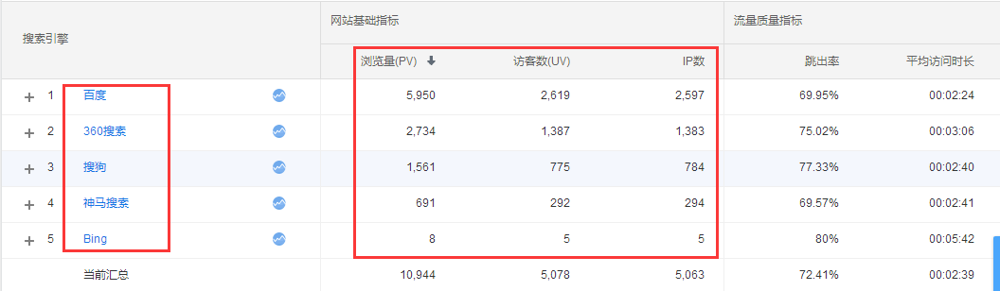 搜索引擎 网站基础指标 流量质量指标
浏览量(PV) 访客数(UV) IP数 跳出率 平均访问时长
1 百度 5,950 2,619 2,597 69.95% 00:02:24
2 360搜索 2,734 1,387 1,383 75.02% 00:03:06
3 搜狗 1,561 775 784 77.33% 00:02:40
4 神马搜索 691 292 294 69.57% 00:02:41
5 Bing 8 5 5 80% 00:05:42
当前汇总 10,944 5,078 5,063 72.41% 00:02:39